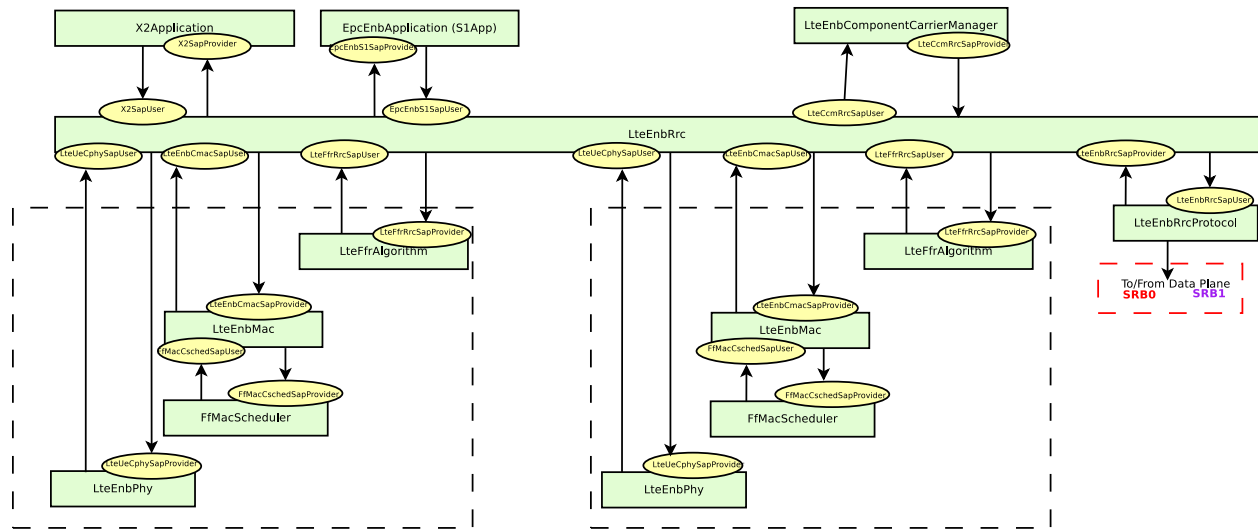 X2Application
EpcEnbApplication (S1App)
LteEnbComponentCarrierManager
X2SapProvider
EpcEnbS1SapProvider
LteCcmRrcSapProvider
X2SapUser
EpcEnbS1SapUser
LteCcmRrcSapUser
LteEnbRrc
LteUeCphySapUser
LteEnbCmacSapUser
LteFfrRrcSapUser
LteUeCphySapUser
LteEnbCmacSapUser
LteFfrRrcSapUser
LteEnbRrcSapProvider
LteEnbRrcSapUser
LteEnbRrcProtocol
LteFfrRrcSapProvider
LteFfrAlgorithm
LteFfrRrcSapProvider
LteFfrAlgorithm
To/From Data Plane
SRB0
SRB1
LteEnbCmacSapProvider
LteEnbMac
FfMacCschedSapUser
FfMacCschedSapProvider
FfMacScheduler
LteUeCphySapProvider
LteEnbPhy
LteEnbCmacSapProvider
LteEnbMac
FfMacCschedSapUser
FfMacCschedSapProvider
FfMacScheduler
LteUeCphySapProvider
LteEnbPhy